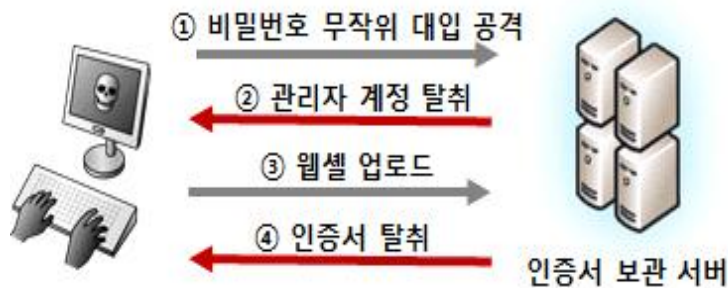 ① 비밀번호 무작위 대입 공격
② 관리자 계정 탈취
③ 웹셸 업로드
④ 인증서 탈취
인증서 보관 서버